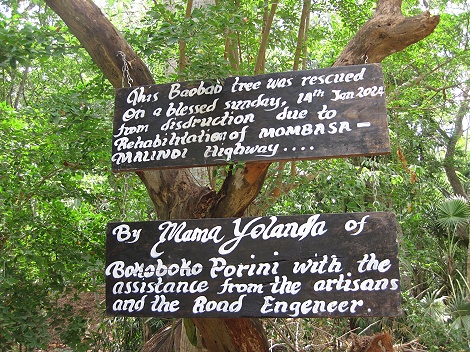 This Baobab tree was rescued
On a blessed sunday, 14th Jan 2024
from disdruction due to
Rehabilitation of MOMBASA -
MALINDI Highway ....
By Mama Yolanda of
Bokoboko Porini with the
assistance from the artisans
and the Road Engeneer.